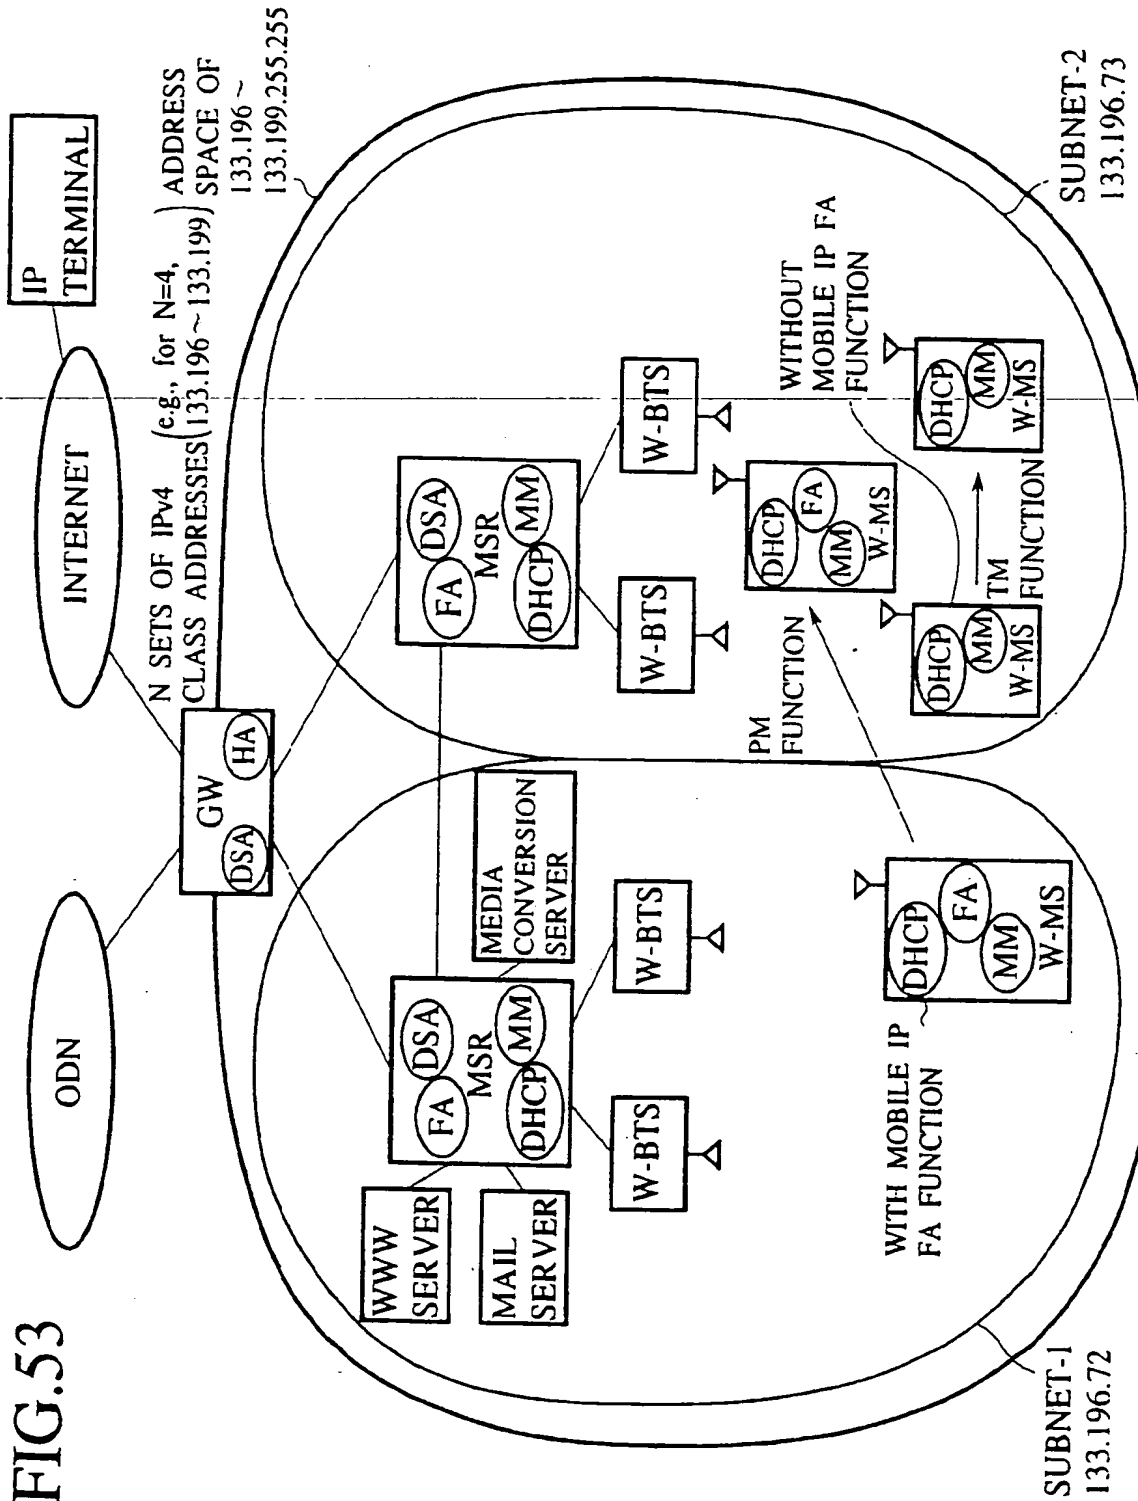 FIG.53
ODN
INTERNET
IP
TERMINAL
GW
DSA
HA
N SETS OF IPv4
CLASS ADDRESSES
(e.g., for N=4,
133.196~133.199)
ADDRESS
SPACE OF
133.196~
133.199.255.255
WWW
SERVER
MAIL
SERVER
FA
DSA
MSR
DHCP
MM
MEDIA
CONVERSION
SERVER
FA
DSA
MSR
DHCP
MM
W-BTS
W-BTS
W-BTS
W-BTS
WITH MOBILE IP
FA FUNCTION
DHCP
FA
MM
W-MS
PM
FUNCTION
DHCP
FA
MM
W-MS
WITHOUT
MOBILE IP FA
FUNCTION
DHCP
MM
W-MS
TM
FUNCTION
DHCP
MM
W-MS
SUBNET-1
133.196.72
SUBNET-2
133.196.73